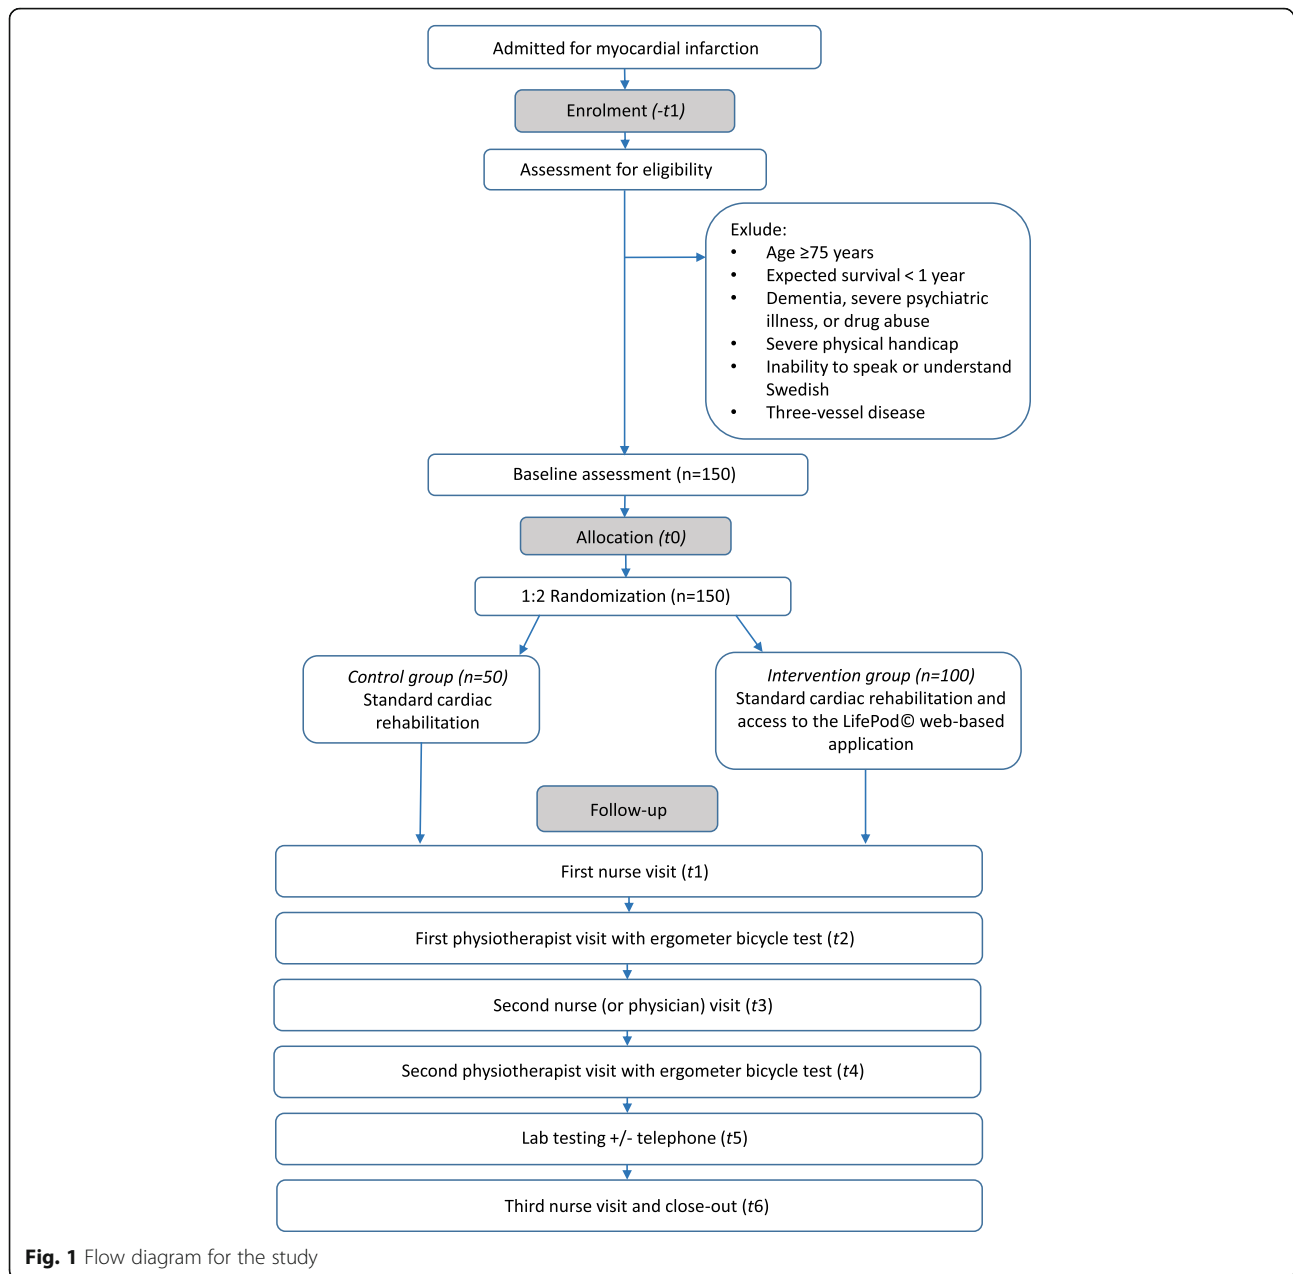 Admitted for myocardial infarction
Enrolment (-t1)
Assessment for eligibility
Exlude:
• Age ≥75 years
• Expected survival < 1 year
• Dementia, severe psychiatric
illness, or drug abuse
• Severe physical handicap
• Inability to speak or understand
Swedish
• Three-vessel disease
Baseline assessment (n=150)
Allocation (t0)
1:2 Randomization (n=150)
Control group (n=50)
Standard cardiac
rehabilitation
Intervention group (n=100)
Standard cardiac rehabilitation and
access to the LifePod© web-based
application
Follow-up
First nurse visit (t1)
First physiotherapist visit with ergometer bicycle test (t2)
Second nurse (or physician) visit (t3)
Second physiotherapist visit with ergometer bicycle test (t4)
Lab testing +/- telephone (t5)
Third nurse visit and close-out (t6)
Fig. 1 Flow diagram for the study